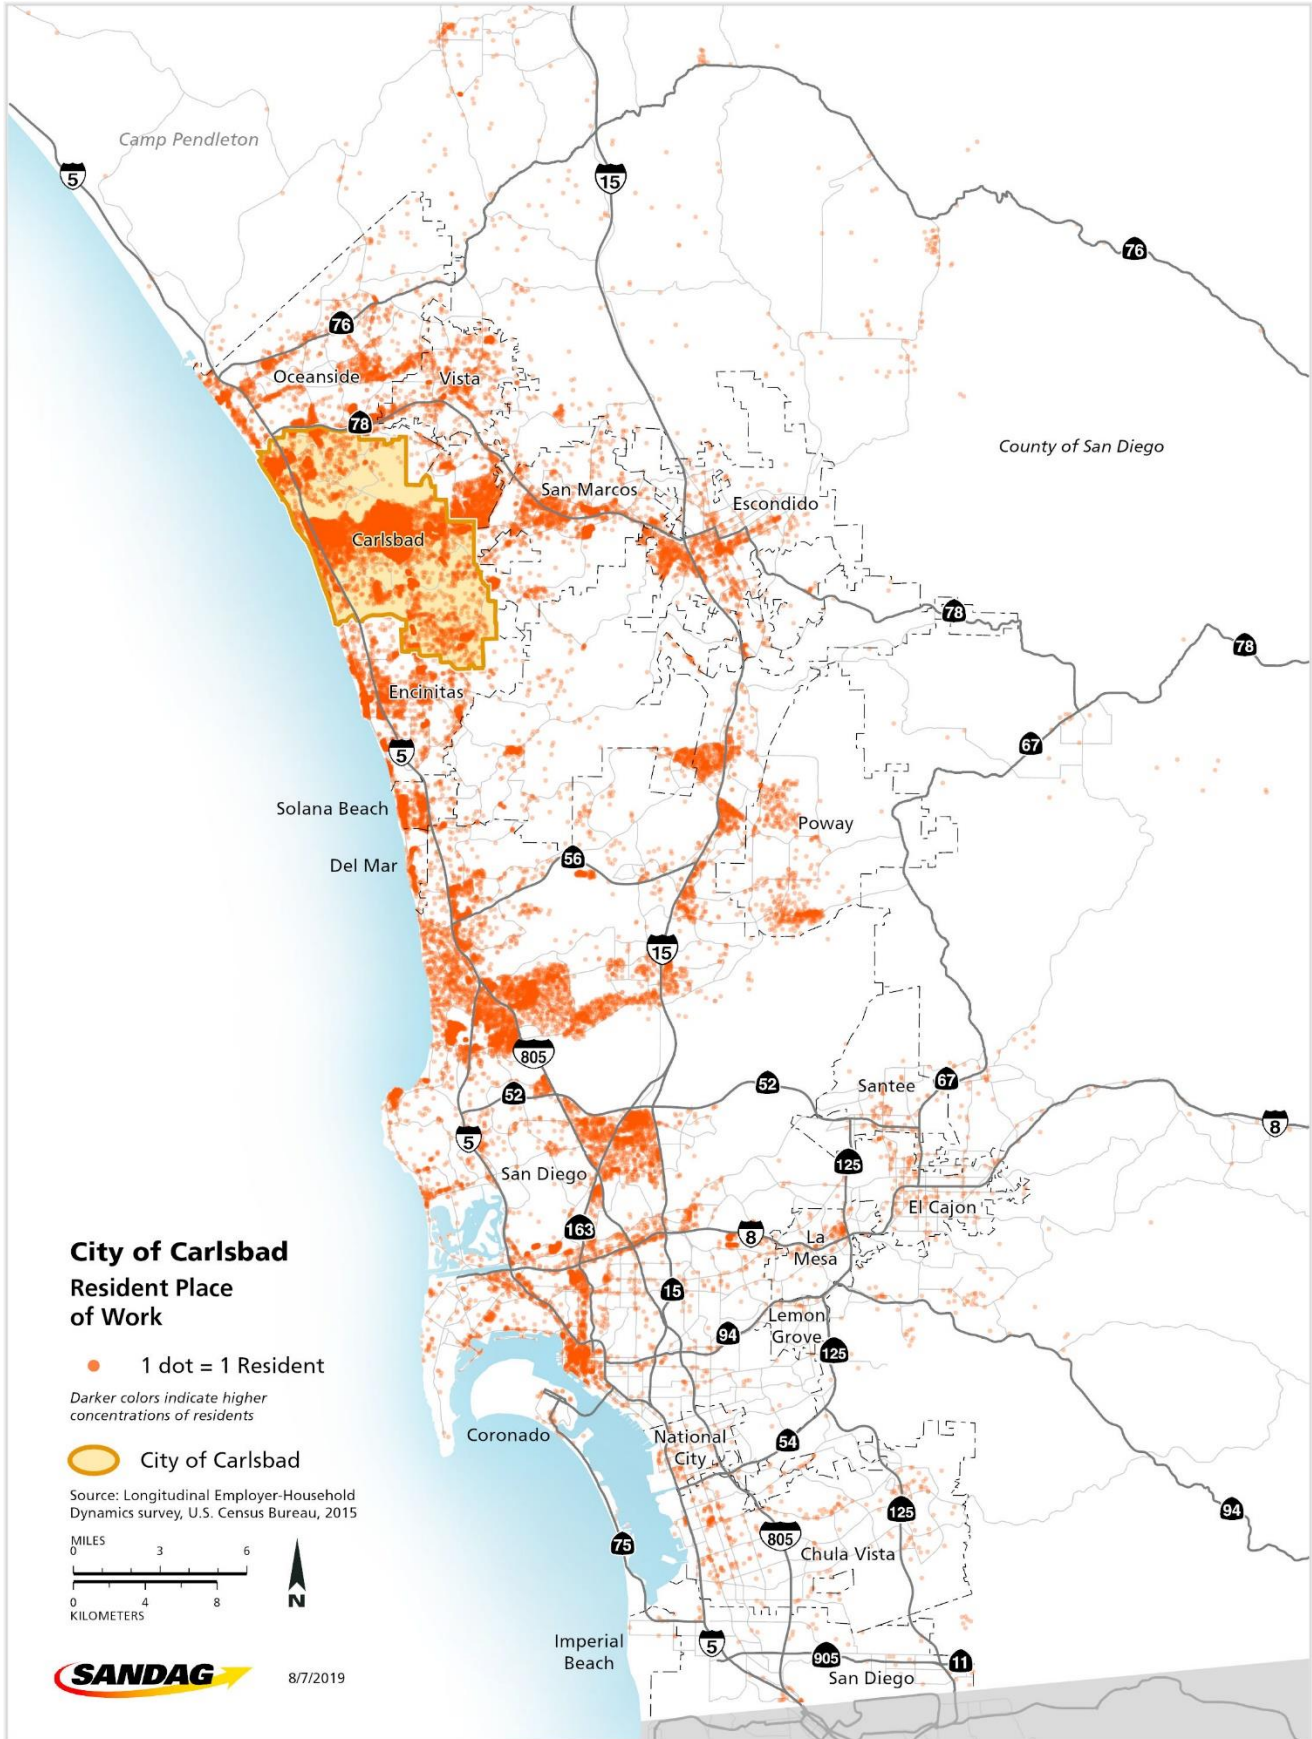 Camp Pendleton
5
15
76
76
Oceanside
Vista
78
County of San Diego
San Marcos
Escondido
Carlsbad
78
78
Encinitas
67
5
Solana Beach
Poway
Del Mar
56
15
805
52
52
Santee
67
8
5
125
San Diego
El Cajon
163
8
La
Mesa
City of Carlsbad
Resident Place
of Work
15
Lemon
Grove
94
125
1 dot = 1 Resident
Darker colors indicate higher
concentrations of residents
Coronado
National
City
54
City of Carlsbad
Source: Longitudinal Employer-Household
Dynamics survey, U.S. Census Bureau, 2015
125
94
MILES
0 3 6
75
805
Chula Vista
0 4 8
KILOMETERS
N
Imperial
Beach
5
905
11
San Diego
SANDAG
8/7/2019